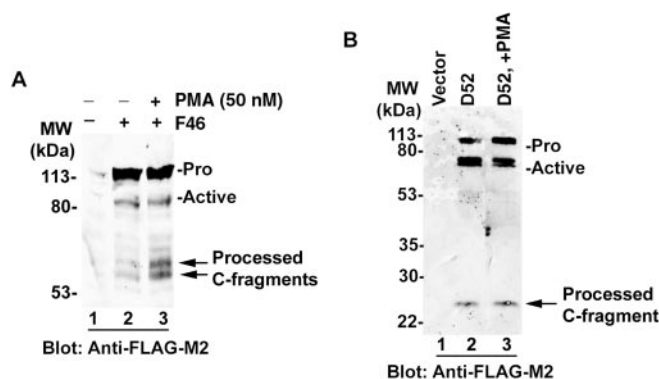 A
– – + PMA (50 nM)
– + + F46
MW
(kDa)
113-
80-
53-
-Pro
-Active
Processed
C-fragments
1 2 3
Blot: Anti-FLAG-M2
B
Vector
D52
D52, +PMA
MW
(kDa)
113-
80-
53-
35-
30-
22-
-Pro
-Active
Processed
C-fragment
1 2 3
Blot: Anti-FLAG-M2